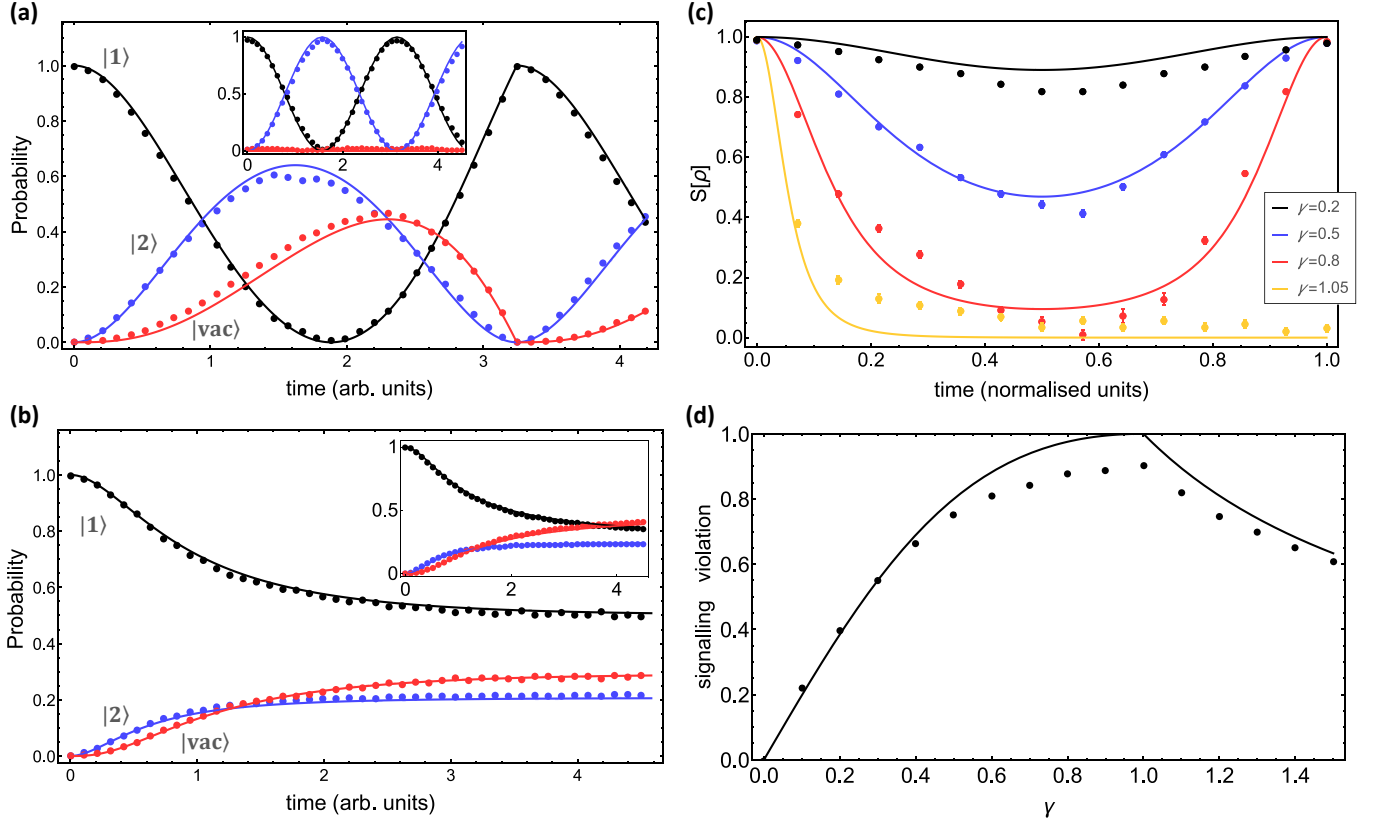 (a)
Probability
1.0
0.8
0.6
0.4
0.2
0.0
|1⟩
|2⟩
|vac⟩
1
0.5
0
0 2 4
0 1 2 3 4
time (arb. units)
(b)
Probability
1.0
0.8
0.6
0.4
0.2
0.0
|1⟩
|2⟩
|vac⟩
1
0.5
0
0 2 4
0 1 2 3 4
time (arb. units)
(c)
S[ρ]
1.0
0.8
0.6
0.4
0.2
0.0
γ=0.2
γ=0.5
γ=0.8
γ=1.05
0.0 0.2 0.4 0.6 0.8 1.0
time (normalised units)
(d)
signalling violation
1.0
0.8
0.6
0.4
0.2
0.0
0.0 0.2 0.4 0.6 0.8 1.0 1.2 1.4
γ